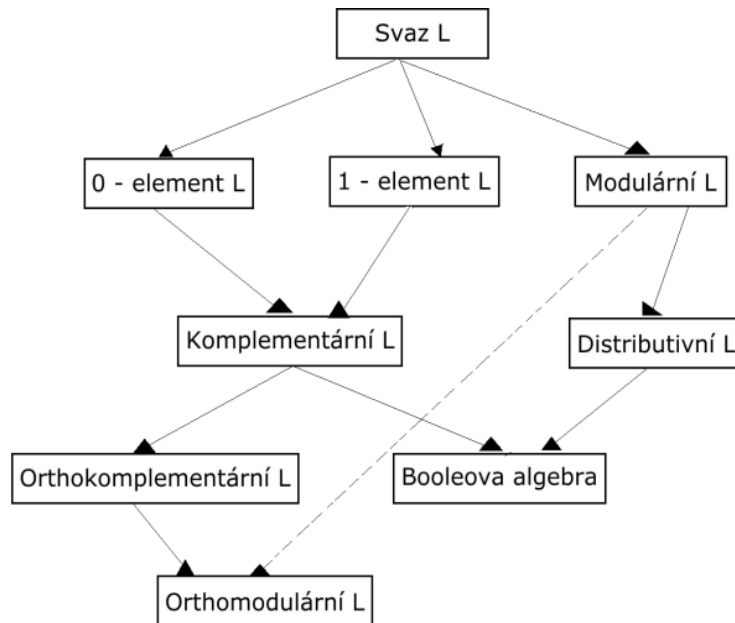 Svaz L
0 - element L
1 - element L
Modulární L
Komplementární L
Distributivní L
Orthokomplementární L
Booleova algebra
Orthomodulární L